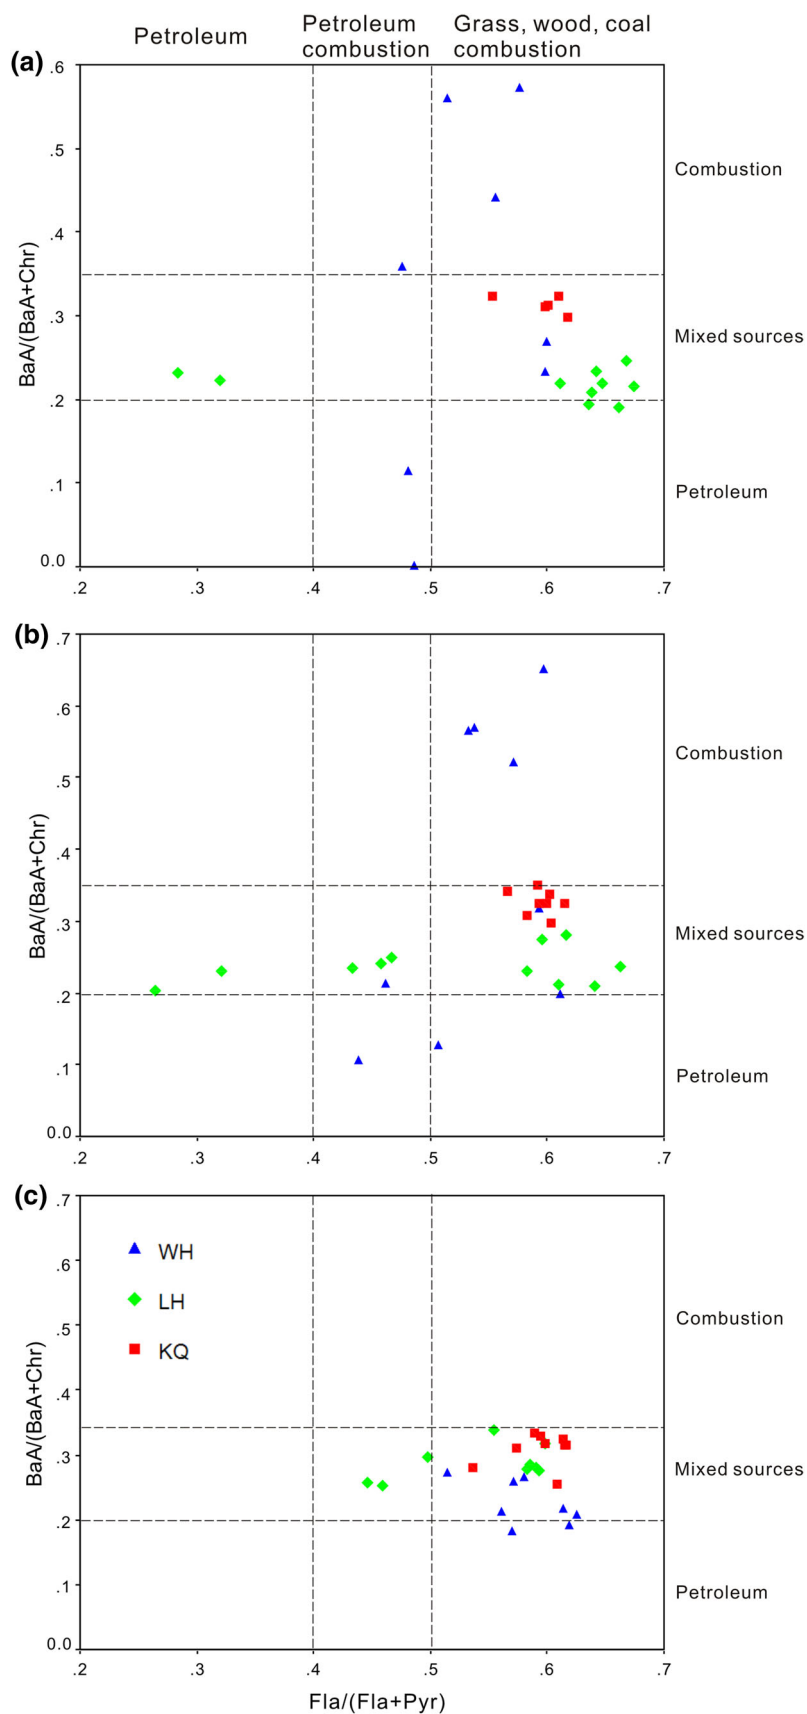 Petroleum
Petroleum combustion
Grass, wood, coal combustion
(a)
.6
.5
.4
.3
.2
.1
0.0
BaA/(BaA+Chr)
Combustion
Mixed sources
Petroleum
.2 .3 .4 .5 .6 .7
(b)
.7
.6
.5
.4
.3
.2
.1
0.0
BaA/(BaA+Chr)
Combustion
Mixed sources
Petroleum
.2 .3 .4 .5 .6 .7
(c)
.7
.6
.5
.4
.3
.2
.1
0.0
BaA/(BaA+Chr)
WH
LH
KQ
Combustion
Mixed sources
Petroleum
.2 .3 .4 .5 .6 .7
Fla/(Fla+Pyr)